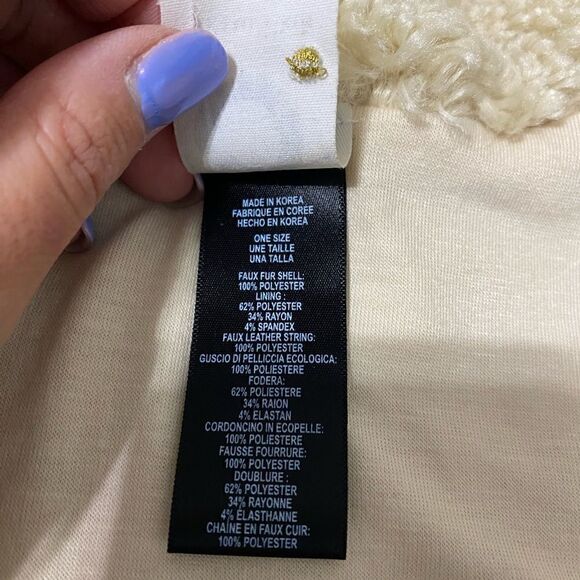 MADE IN KOREA
FABRIQUE EN CORÉE
HECHO EN KOREA
ONE SIZE
UNE TAILLE
UNA TALLA
FAUX FUR SHELL:
100% POLYESTER
LINING :
62% POLYESTER
34% RAYON
4% SPANDEX
FAUX LEATHER STRING:
100% POLYESTER
GUSCIO DI PELLICCIA ECOLOGICA:
100% POLIESTERE
FODERA:
62% POLIESTERE
34% RAION
4% ELASTAN
CORDONCINO IN ECOPELLE:
100% POLIESTERE
FAUSSE FOURRURE:
100% POLYESTER
DOUBLURE :
62% POLYESTER
34% RAYONNE
4% ÉLASTHANNE
CHAÎNE EN FAUX CUIR:
100% POLYESTER